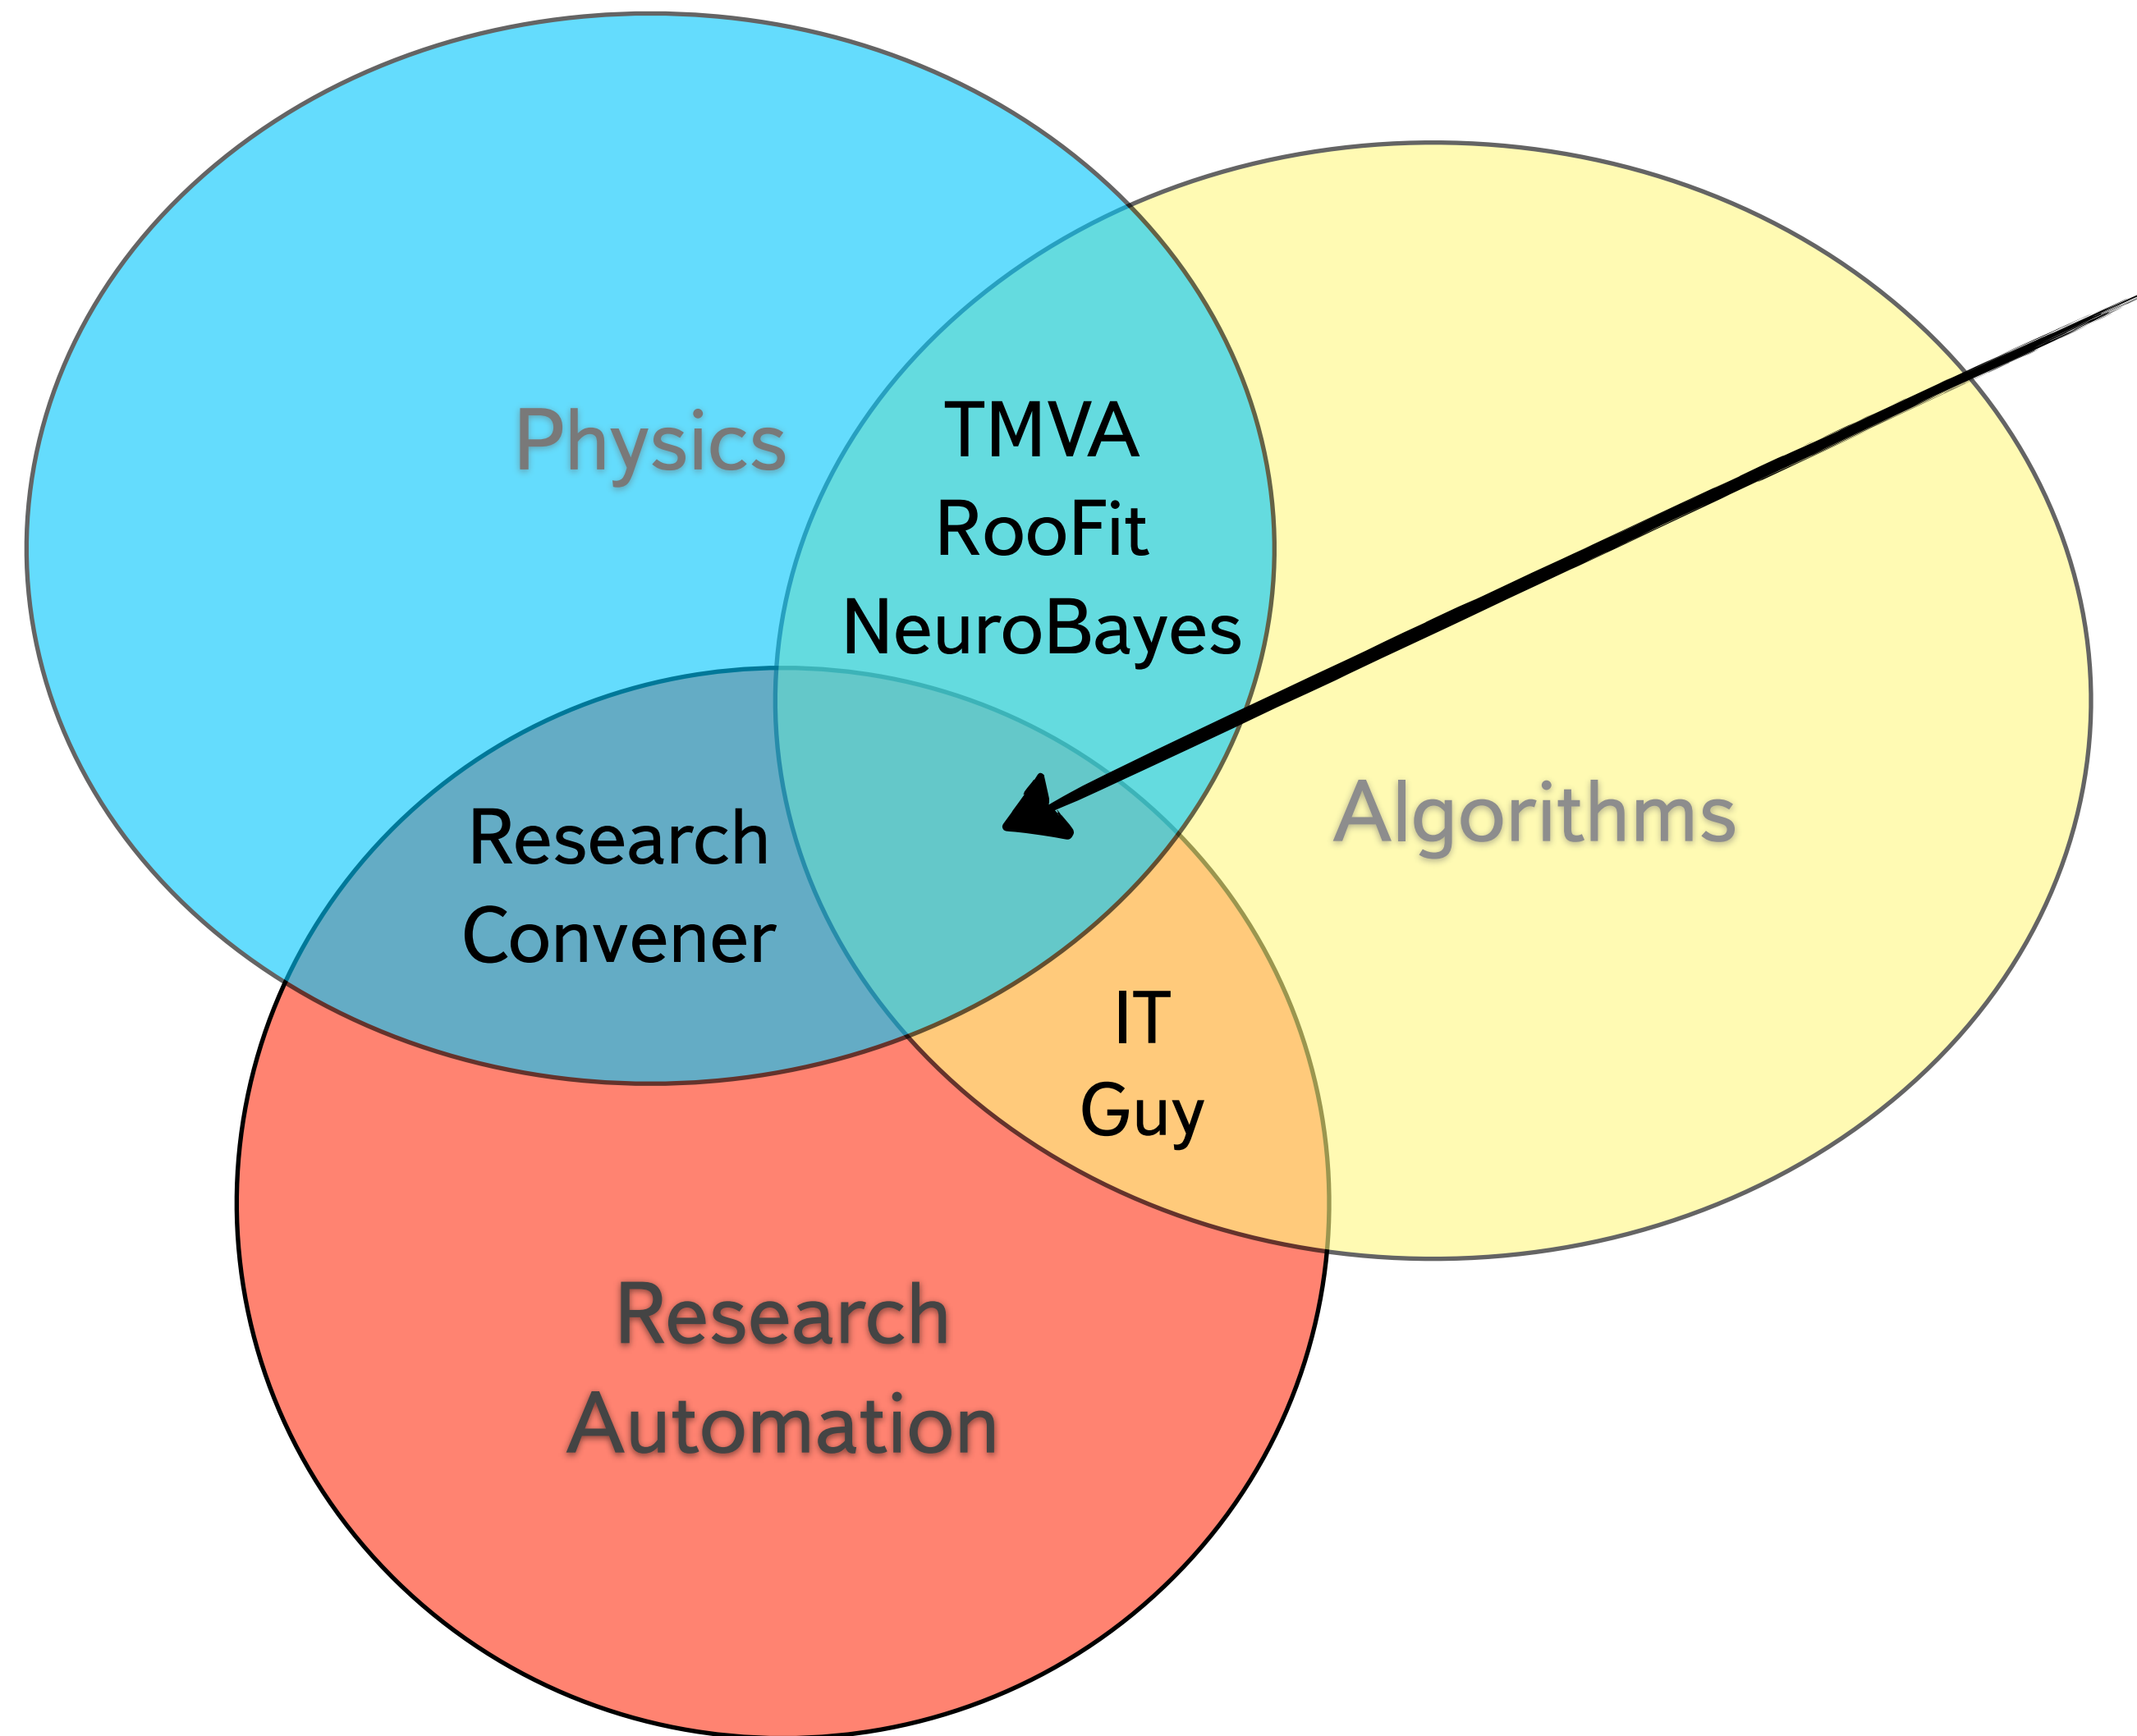 Physics
TMVA
RooFit
NeuroBayes
Algorithms
Research
Convener
IT
Guy
Research
Automation